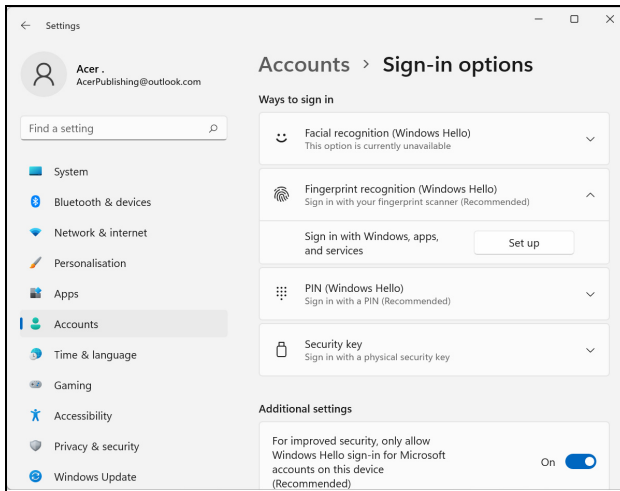 Settings
Acer .
AcerPublishing@outlook.com
Find a setting
System
Bluetooth & devices
Network & internet
Personalisation
Apps
Accounts
Time & language
Gaming
Accessibility
Privacy & security
Windows Update
Accounts > Sign-in options
Ways to sign in
Facial recognition (Windows Hello)
This option is currently unavailable
Fingerprint recognition (Windows Hello)
Sign in with your fingerprint scanner (Recommended)
Sign in with Windows, apps,
and services
Set up
PIN (Windows Hello)
Sign in with a PIN (Recommended)
Security key
Sign in with a physical security key
Additional settings
For improved security, only allow
Windows Hello sign-in for Microsoft
accounts on this device
(Recommended)
On